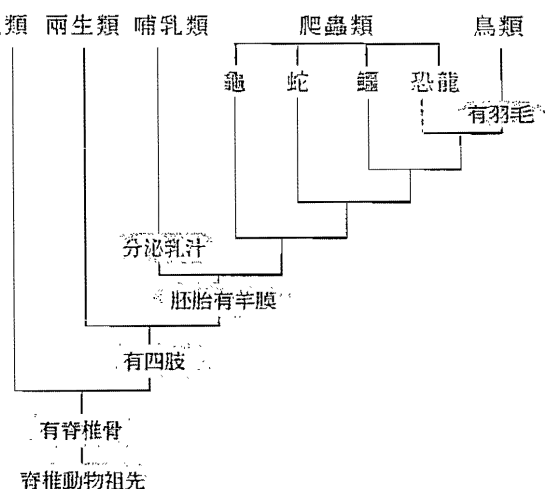 類 兩生類 哺乳類 爬蟲類 鳥類
龜 蛇 鱷 恐龍
有羽毛
分泌乳汁
胚胎有羊膜
有四肢
有脊椎骨
脊椎動物祖先